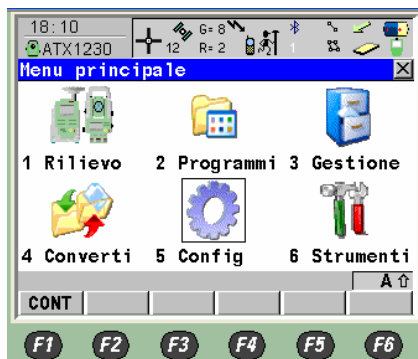 18:10
ATX1230
12
G= 8
R= 2
1
Menu principale
1 Rilievo
2 Programmi
3 Gestione
4 Converti
5 Config
6 Strumenti
A
CONT
F1 F2 F3 F4 F5 F6